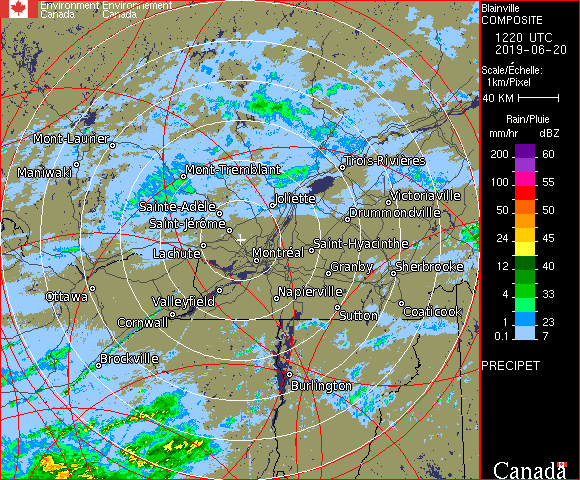 Environment Environnement
Canada Canada
Blainville
COMPOSITE
1220 UTC
2019-06-20
Scale/Échelle:
1km/Pixel
40 KM
Rain/Pluie
mm/hr dBZ
200 60
150 57
100 55
50 50
24 45
12 40
4 33
1 23
0.1 7
PRECIPET
Canada
Mont-Laurier
Maniwaki
Mont-Tremblant
Trois-Rivières
Sainte-Adèle
Joliette
Victoriaville
Saint-Jérôme
Drummondville
Lachute
Montréal
Saint-Hyacinthe
Granby
Sherbrooke
Ottawa
Valleyfield
Napierville
Cornwall
Sutton
Coaticook
Brockville
Burlington